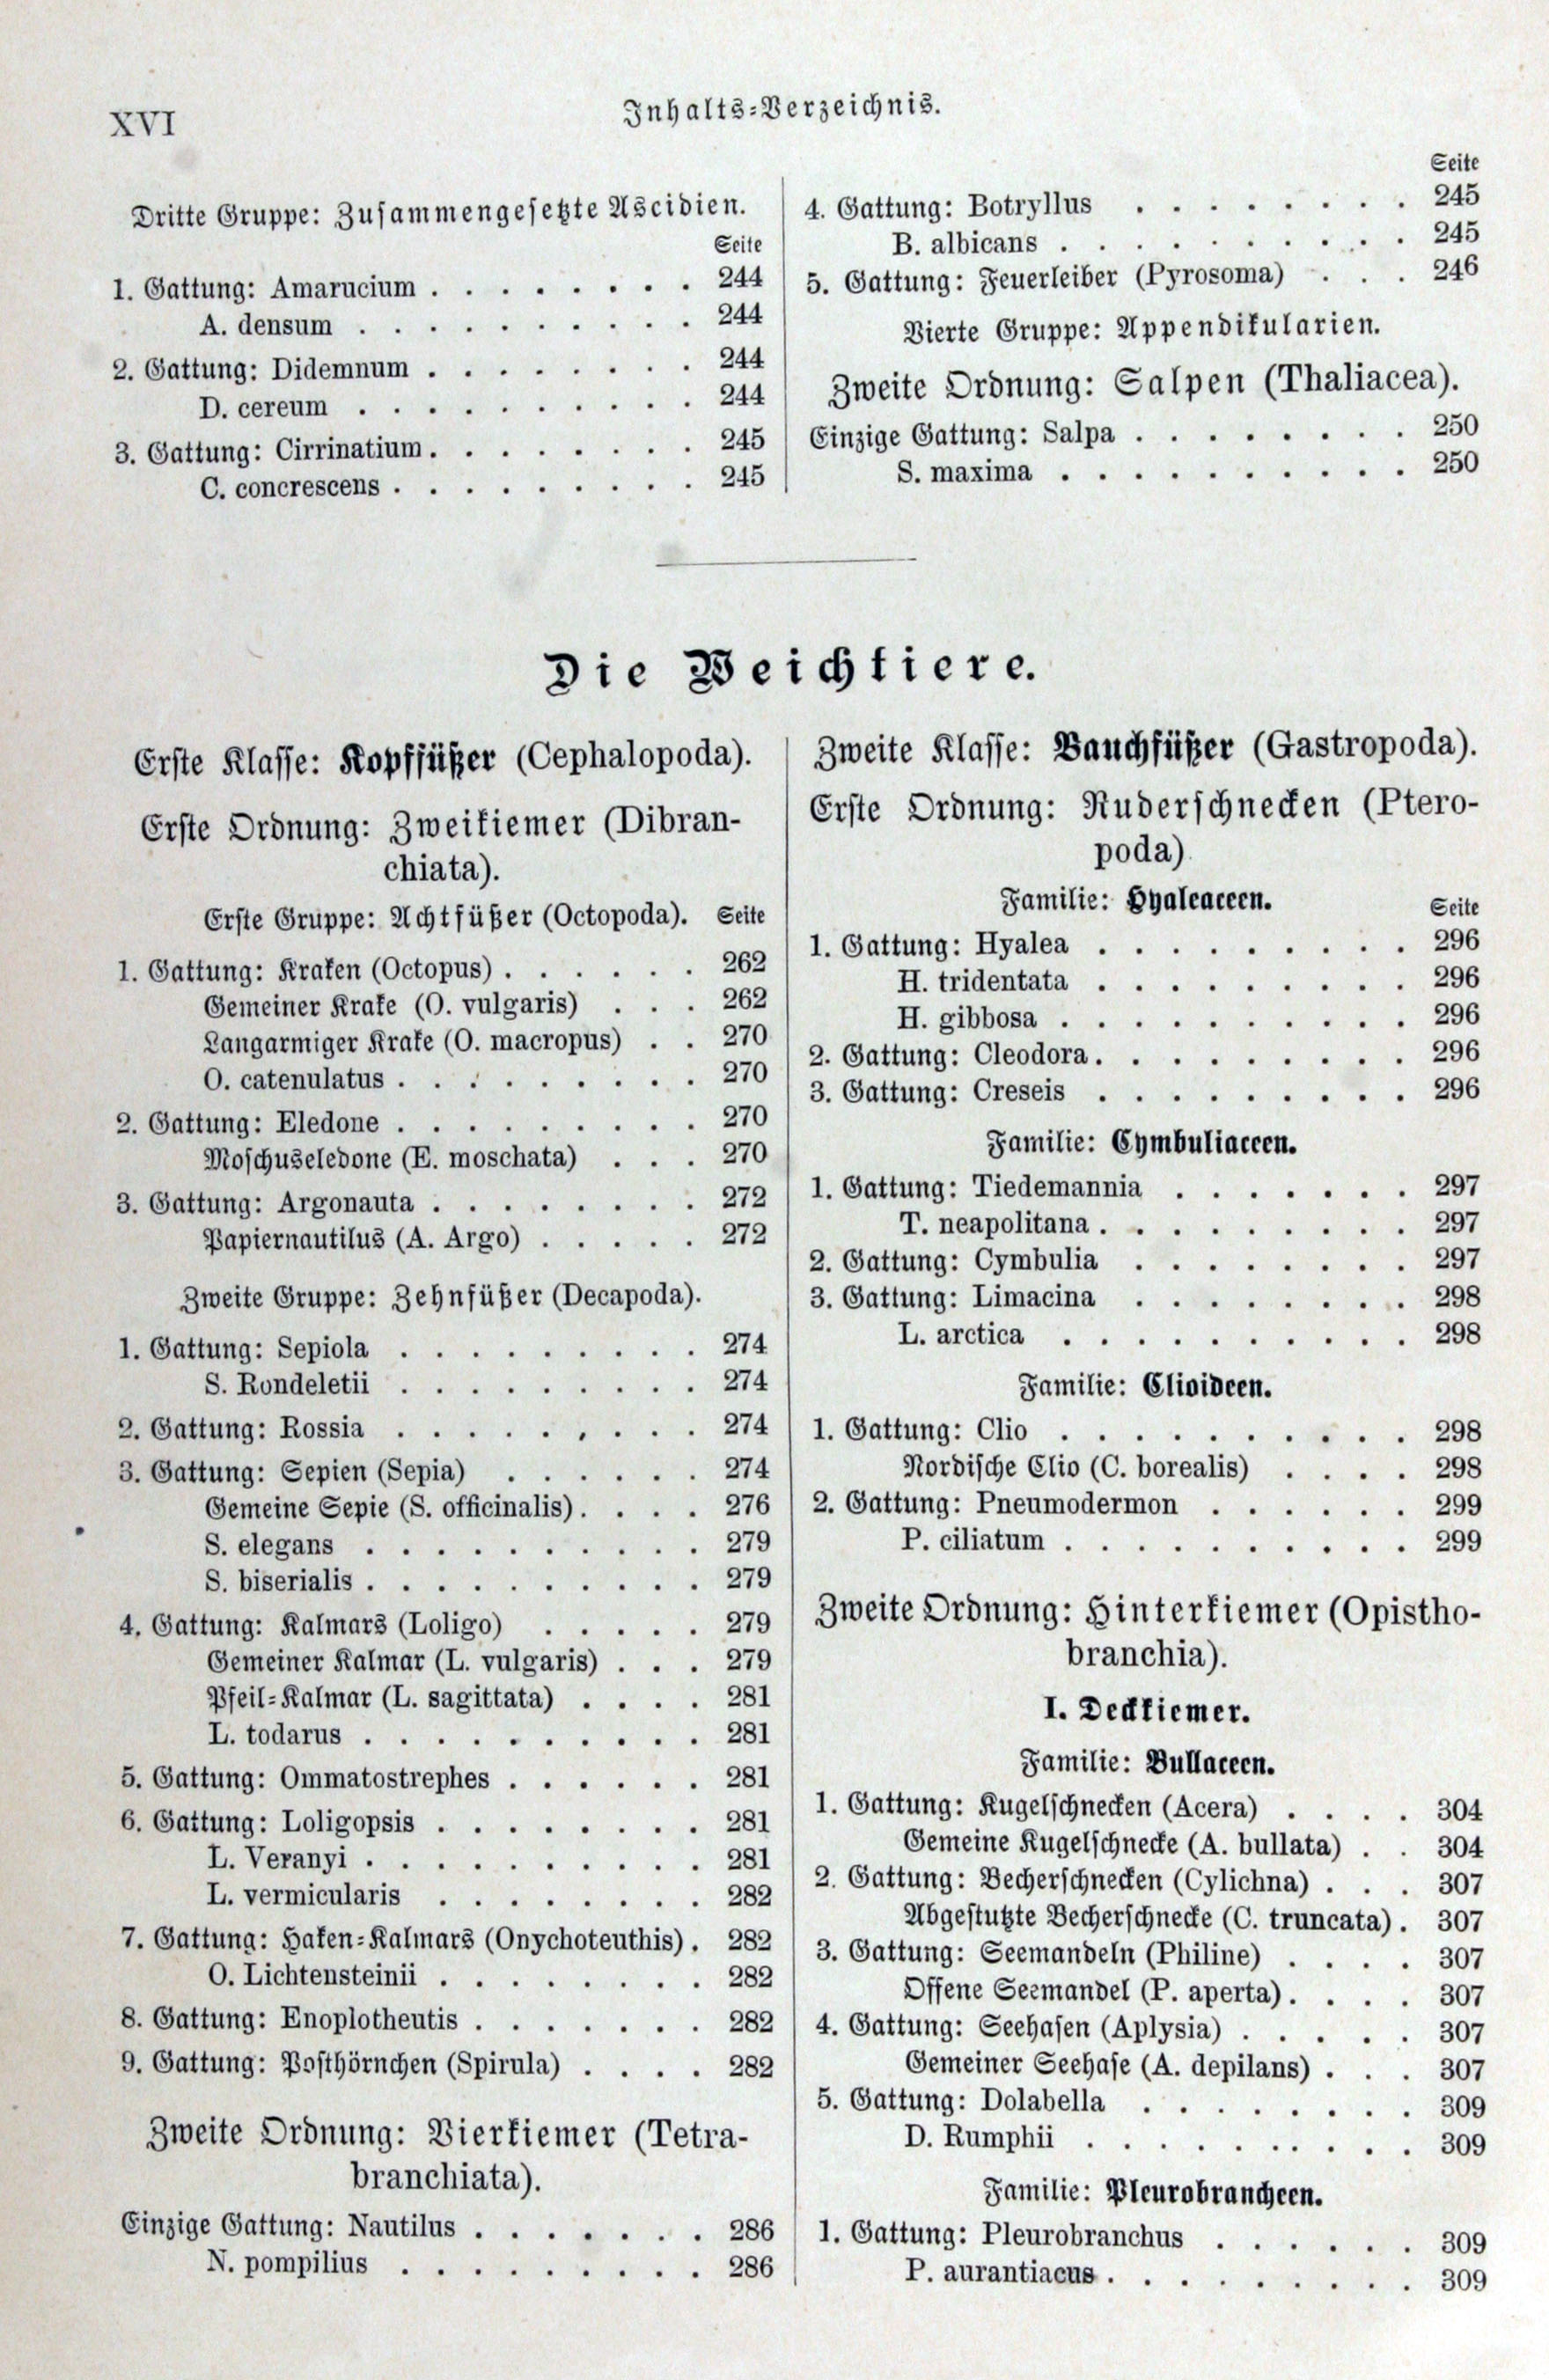 XVI
Inhalts-Verzeichnis.
Dritte Gruppe: Zusammengesetzte Ascidien.
Seite
1. Gattung: Amarucium . . . . . . . . 244
A. densum . . . . . . . . . . 244
2. Gattung: Didemnum . . . . . . . . 244
D. cereum . . . . . . . . . . 244
3. Gattung: Cirrinatium. . . . . . . . 245
C. concrescens . . . . . . . . . 245
Seite
4. Gattung: Botryllus . . . . . . . . 245
B. albicans . . . . . . . . . . 245
5. Gattung: Feuerleiber (Pyrosoma) . . . 246
Vierte Gruppe: Appendikularien.
Zweite Ordnung: Salpen (Thaliacea).
Einzige Gattung: Salpa . . . . . . . . 250
S. maxima . . . . . . . . . . 250
Die Weichtiere.
Erste Klasse: Kopffüßer (Cephalopoda).
Erste Ordnung: Zweikiemer (Dibran-
chiata).
Erste Gruppe: Achtfüßer (Octopoda). Seite
1. Gattung: Kraken (Octopus) . . . . . . 262
Gemeiner Krake (O. vulgaris) . . . 262
Langarmiger Krake (O. macropus) . . 270
O. catenulatus . . . . . . . . . 270
2. Gattung: Eledone . . . . . . . . . 270
Moschuseledone (E. moschata) . . . 270
3. Gattung: Argonauta . . . . . . . . 272
Papiernautilus (A. Argo) . . . . . 272
Zweite Gruppe: Zehnfüßer (Decapoda).
1. Gattung: Sepiola . . . . . . . . . 274
S. Rondeletii . . . . . . . . . 274
2. Gattung: Rossia . . . . . . . . . 274
3. Gattung: Sepien (Sepia) . . . . . . 274
Gemeine Sepie (S. officinalis) . . . . 276
S. elegans . . . . . . . . . . 279
S. biserialis . . . . . . . . . . 279
4. Gattung: Kalmars (Loligo) . . . . . 279
Gemeiner Kalmar (L. vulgaris) . . . 279
Pfeil-Kalmar (L. sagittata) . . . . 281
L. todarus . . . . . . . . . . 281
5. Gattung: Ommatostrephes . . . . . . 281
6. Gattung: Loligopsis . . . . . . . . 281
L. Veranyi . . . . . . . . . . 281
L. vermicularis . . . . . . . . 282
7. Gattung: Haken-Kalmars (Onychoteuthis) . 282
O. Lichtensteinii . . . . . . . . 282
8. Gattung: Enoplotheutis . . . . . . . 282
9. Gattung: Posthörnchen (Spirula) . . . . 282
Zweite Ordnung: Vierkiemer (Tetra-
branchiata).
Einzige Gattung: Nautilus . . . . . . . 286
N. pompilius . . . . . . . . . 286
Zweite Klasse: Bauchfüßer (Gastropoda).
Erste Ordnung: Ruderschnecken (Ptero-
poda)
Familie: Hyaleaceen.
Seite
1. Gattung: Hyalea . . . . . . . . . 296
H. tridentata . . . . . . . . . 296
H. gibbosa . . . . . . . . . . 296
2. Gattung: Cleodora. . . . . . . . . 296
3. Gattung: Creseis . . . . . . . . . 296
Familie: Cymbuliaceen.
1. Gattung: Tiedemannia . . . . . . . 297
T. neapolitana . . . . . . . . . 297
2. Gattung: Cymbulia . . . . . . . . 297
3. Gattung: Limacina . . . . . . . . 298
L. arctica . . . . . . . . . . 298
Familie: Clioideen.
1. Gattung: Clio . . . . . . . . . . 298
Nordische Clio (C. borealis) . . . . 298
2. Gattung: Pneumodermon . . . . . . 299
P. ciliatum . . . . . . . . . . 299
Zweite Ordnung: Hinterkiemer (Opistho-
branchia).
I. Deckkiemer.
Familie: Bullaceen.
1. Gattung: Kugelschnecken (Acera) . . . . 304
Gemeine Kugelschnecke (A. bullata) . . 304
2. Gattung: Becherschnecken (Cylichna) . . . 307
Abgestutzte Becherschnecke (C. truncata) . 307
3. Gattung: Seemandeln (Philine) . . . . 307
Offene Seemandel (P. aperta) . . . . 307
4. Gattung: Seehasen (Aplysia) . . . . . 307
Gemeiner Seehase (A. depilans) . . . 307
5. Gattung: Dolabella . . . . . . . . 309
D. Rumphii . . . . . . . . . . 309
Familie: Pleurobrancheen.
1. Gattung: Pleurobranchus . . . . . . 309
P. aurantiacus . . . . . . . . . 309